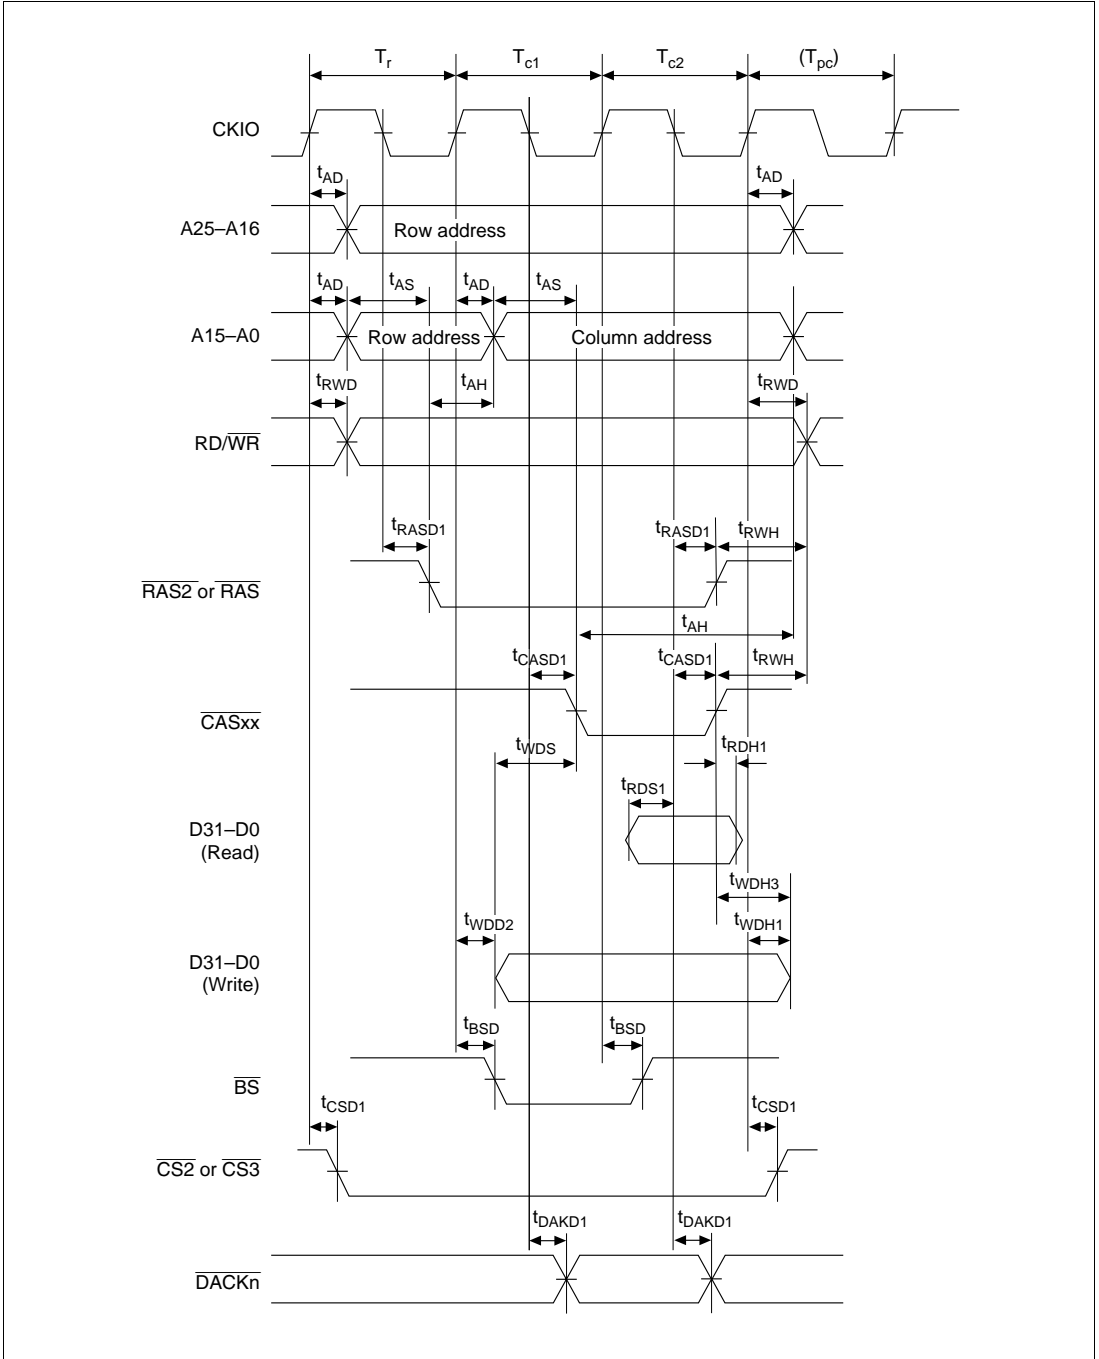 Tr Tc1 Tc2 (Tpc)
CKIO
tAD tAD
A25–A16 Row address
tAD tAS tAD tAS
A15–A0 Row address Column address
tRWD tAH tRWD
RD/WR
tRASD1 tRASD1 tRWH
RAS2 or RAS
tAH
tCASD1 tCASD1 tRWH
CASxx
tWDS tRDH1
tRDS1
D31–D0
(Read)
tWDH3
tWDD2 tWDH1
D31–D0
(Write)
tBSD tBSD
BS
tCSD1 tCSD1
CS2 or CS3
tDAKD1 tDAKD1
DACKn